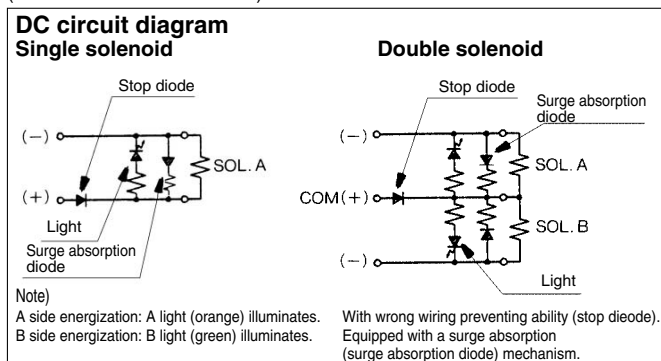 DC circuit diagram
Single solenoid
Stop diode
(−)
SOL. A
(+)
Light
Surge absorption
diode
Note)
A side energization: A light (orange) illuminates.
B side energization: B light (green) illuminates.
Double solenoid
Stop diode
Surge absorption
diode
(−)
SOL. A
COM(+)
SOL. B
(−)
Light
With wrong wiring preventing ability (stop dieode).
Equipped with a surge absorption
(surge absorption diode) mechanism.